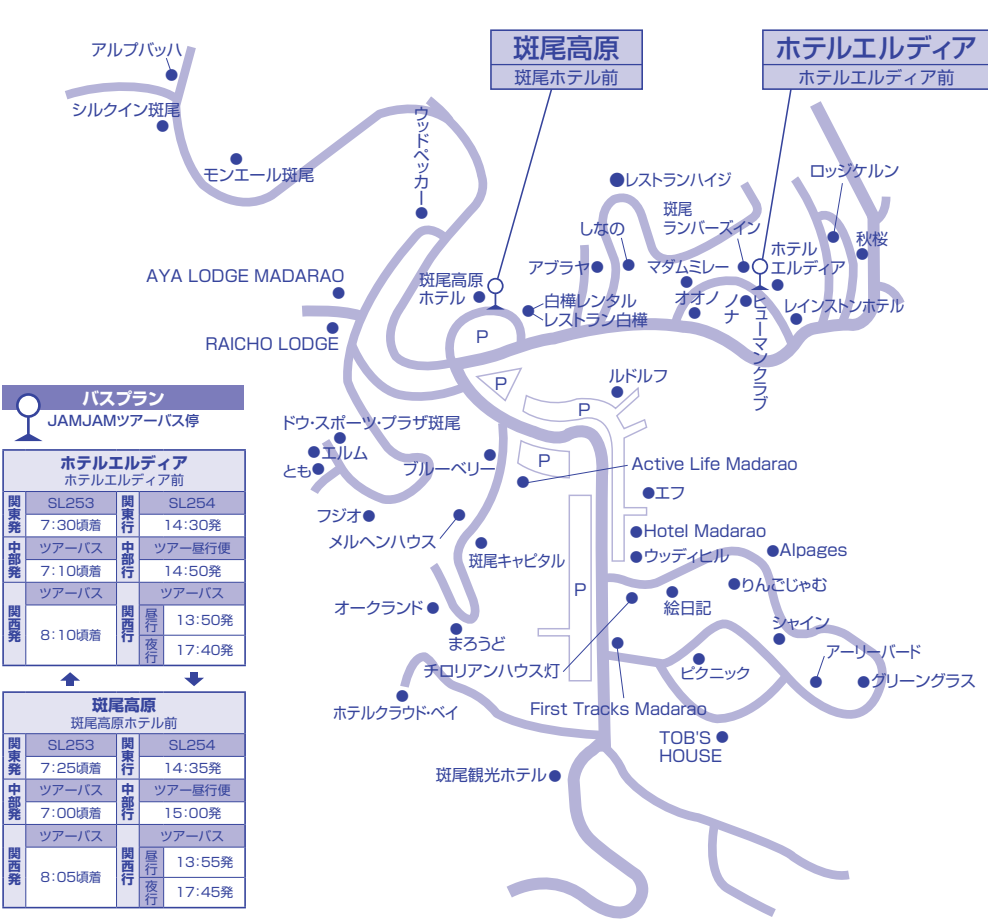 アルプバッハ
シルクイン斑尾
モンエール斑尾
ウッドペッカー
斑尾高原
斑尾ホテル前
ホテルエルディア
ホテルエルディア前
レストランハイジ
斑尾
ランバーズイン
ロッジケルン
秋桜
しなの
アブラヤ
マダムミレー
ホテル
エルディア
オオノ
ノナ
ヒューマンクラブ
レインストンホテル
AYA LODGE MADARAO
RAICHO LODGE
斑尾高原
ホテル
白樺レンタル
レストラン白樺
P
P
P
P
P
ルドルフ
バスプラン
JAMJAMツアーバス停
ドウ・スポーツ・プラザ斑尾
エルム
とも
ブルーベリー
Active Life Madarao
エフ
フジオ
メルヘンハウス
斑尾キャピタル
Hotel Madarao
ウッディヒル
Alpages
りんごじゃむ
絵日記
オークランド
まろうど
チロリアンハウス灯
シャイン
アーリーバード
ピクニック
グリーングラス
ホテルクラウド・ベイ
First Tracks Madarao
TOB'S
HOUSE
斑尾観光ホテル
ホテルエルディア
ホテルエルディア前
関東発 SL253 関東行 SL254
7:30頃着 14:30発
中部発 ツアーバス 中部行 ツアー昼行便
7:10頃着 14:50発
関西発 ツアーバス 関西行 ツアーバス
8:10頃着 昼行 13:50発
夜行 17:40発
斑尾高原
斑尾高原ホテル前
関東発 SL253 関東行 SL254
7:25頃着 14:35発
中部発 ツアーバス 中部行 ツアー昼行便
7:00頃着 15:00発
関西発 ツアーバス 関西行 ツアーバス
8:05頃着 昼行 13:55発
夜行 17:45発